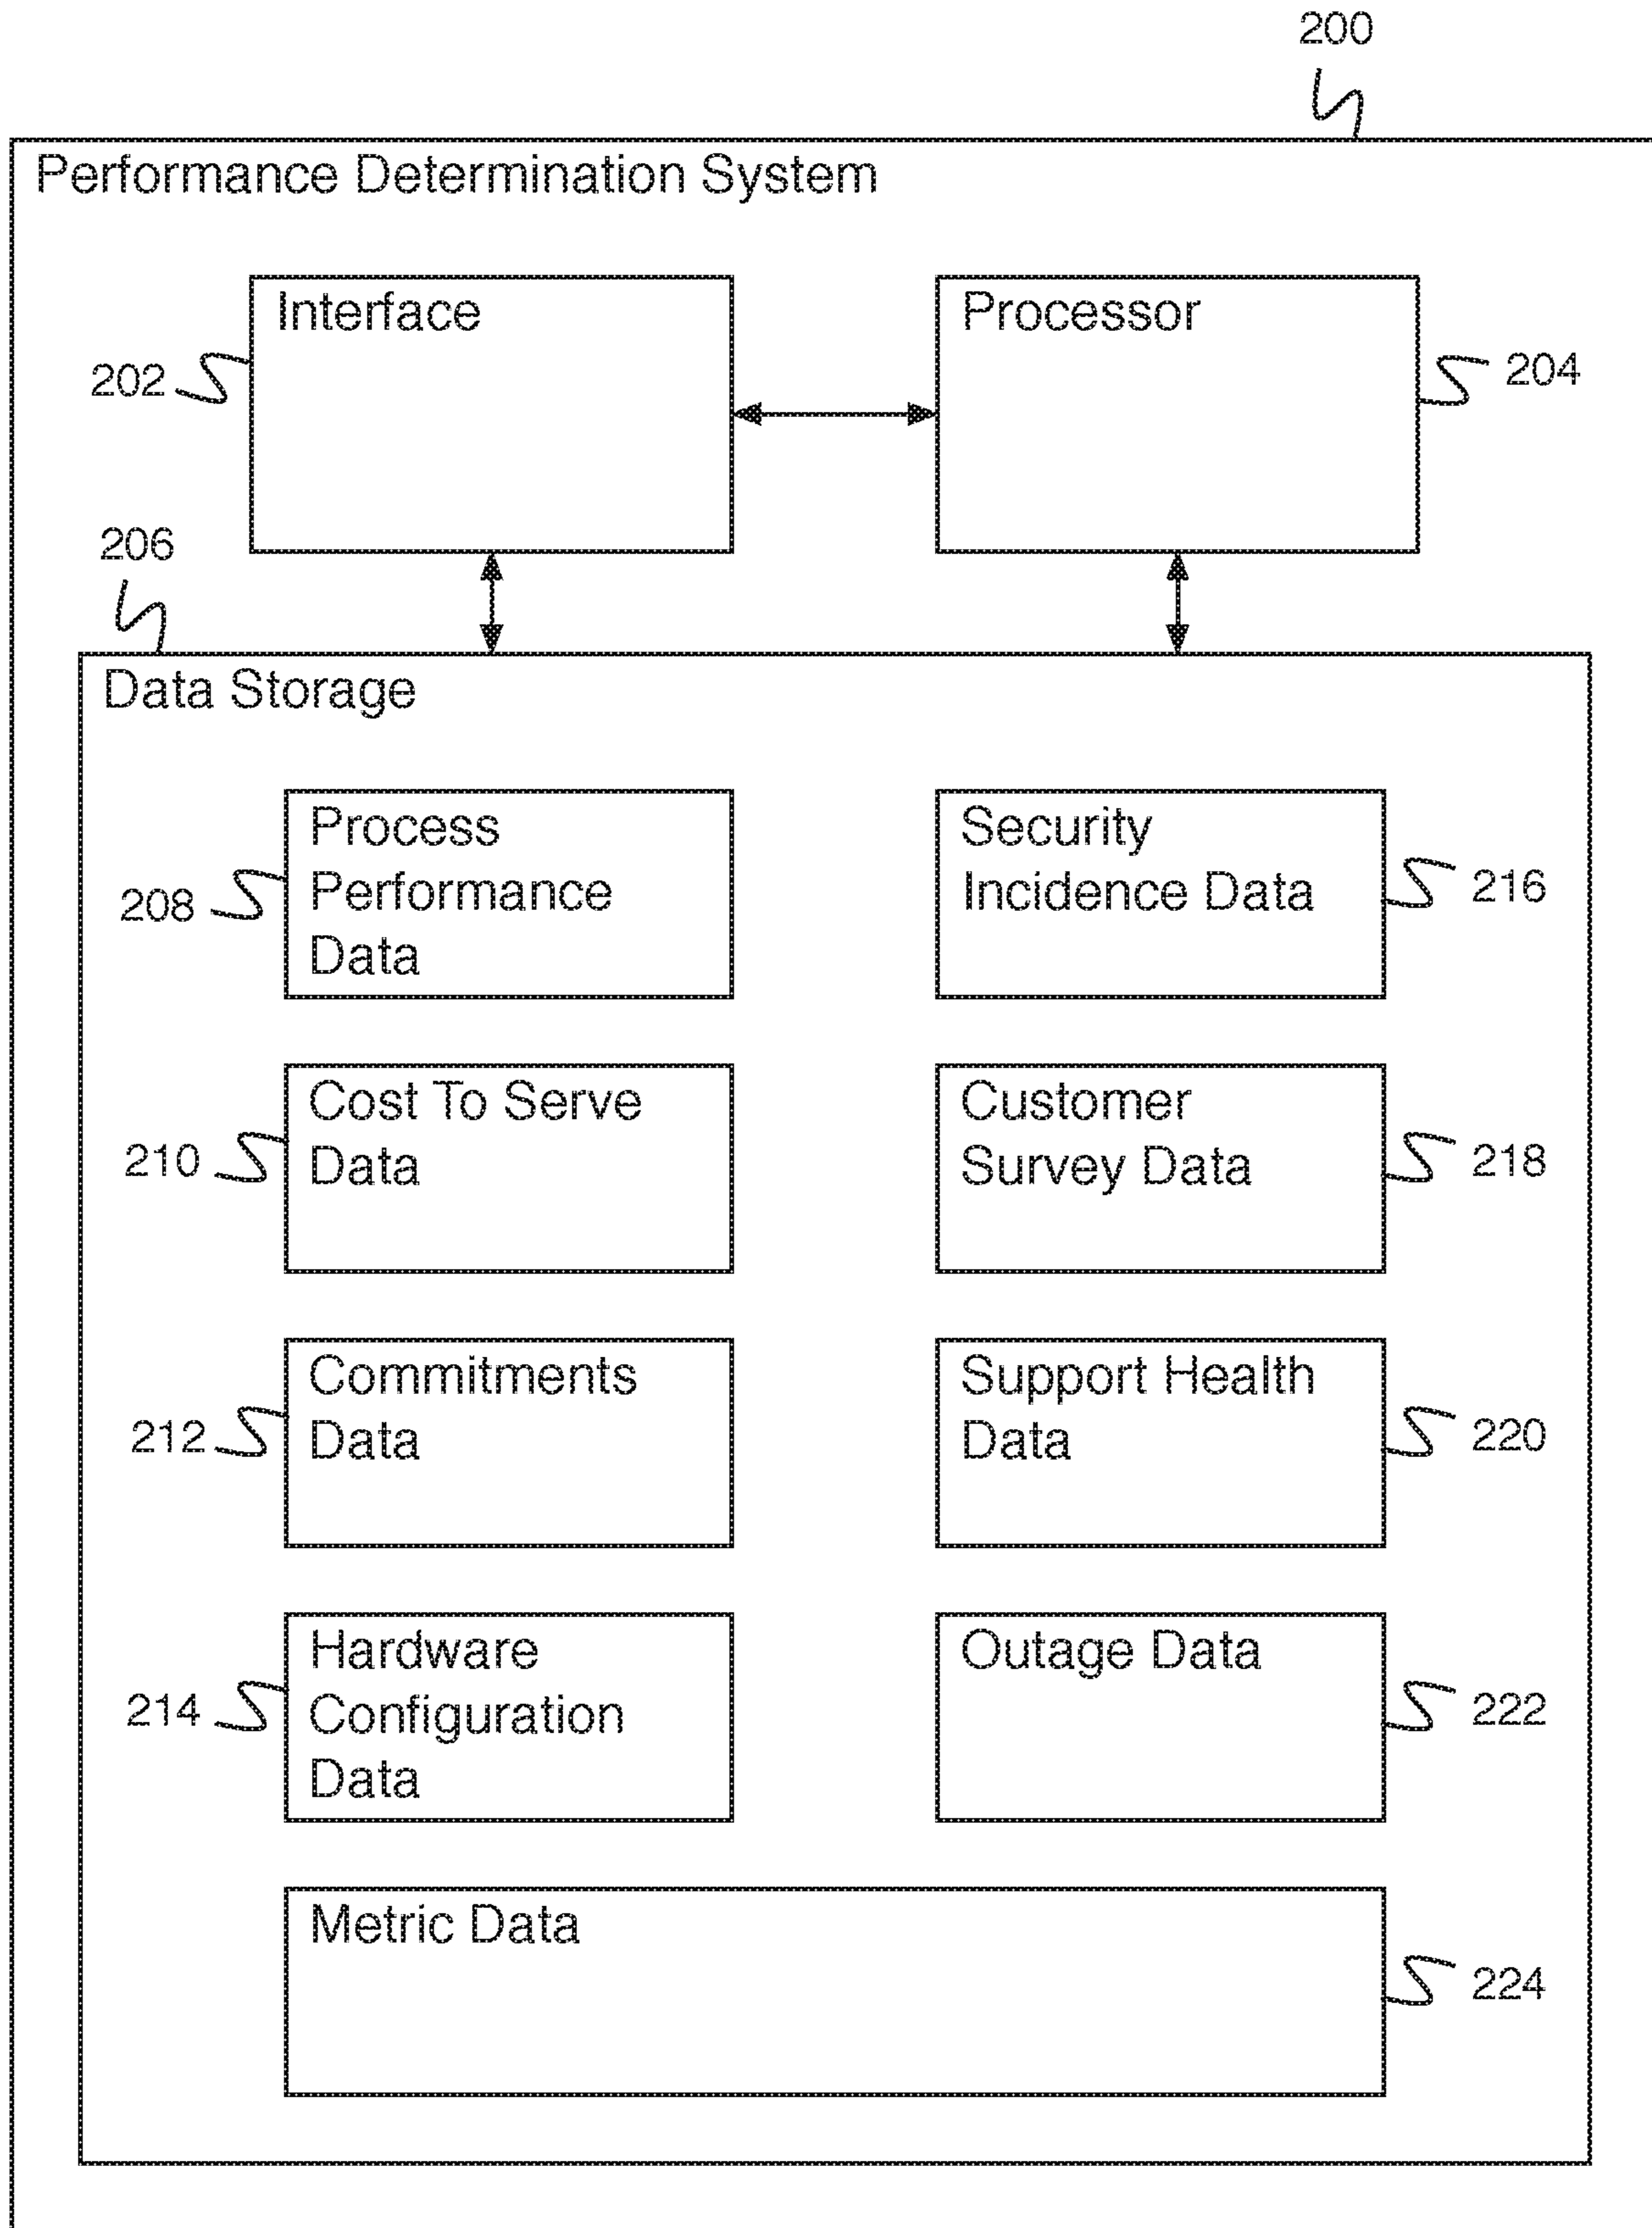 200
Performance Determination System
Interface
Processor
202
204
206
Data Storage
Process
Performance
Data
208
Security
Incidence Data
216
Cost To Serve
Data
210
Customer
Survey Data
218
Commitments
Data
212
Support Health
Data
220
Hardware
Configuration
Data
214
Outage Data
222
Metric Data
224